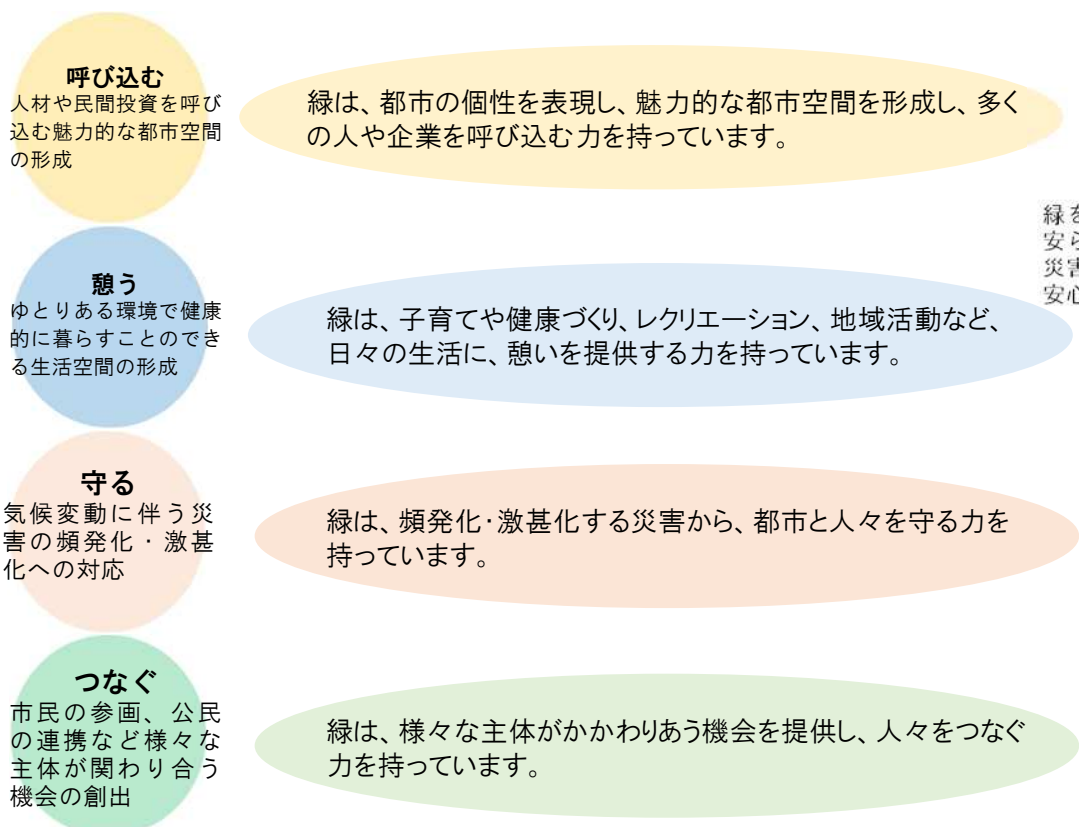 呼び込む
人材や民間投資を呼び
込む魅力的な都市空間
の形成
緑は、都市の個性を表現し、魅力的な都市空間を形成し、多く
の人や企業を呼び込む力を持っています。
緑を
安ら
災害
安心
憩う
ゆとりある環境で健康
的に暮らすことのでき
る生活空間の形成
緑は、子育てや健康づくり、レクリエーション、地域活動など、
日々の生活に、憩いを提供する力を持っています。
守る
気候変動に伴う災
害の頻発化・激甚
化への対応
緑は、頻発化・激甚化する災害から、都市と人々を守る力を
持っています。
つなぐ
市民の参画、公民
の連携など様々な
主体が関わり合う
機会の創出
緑は、様々な主体がかかわりあう機会を提供し、人々をつなぐ
力を持っています。